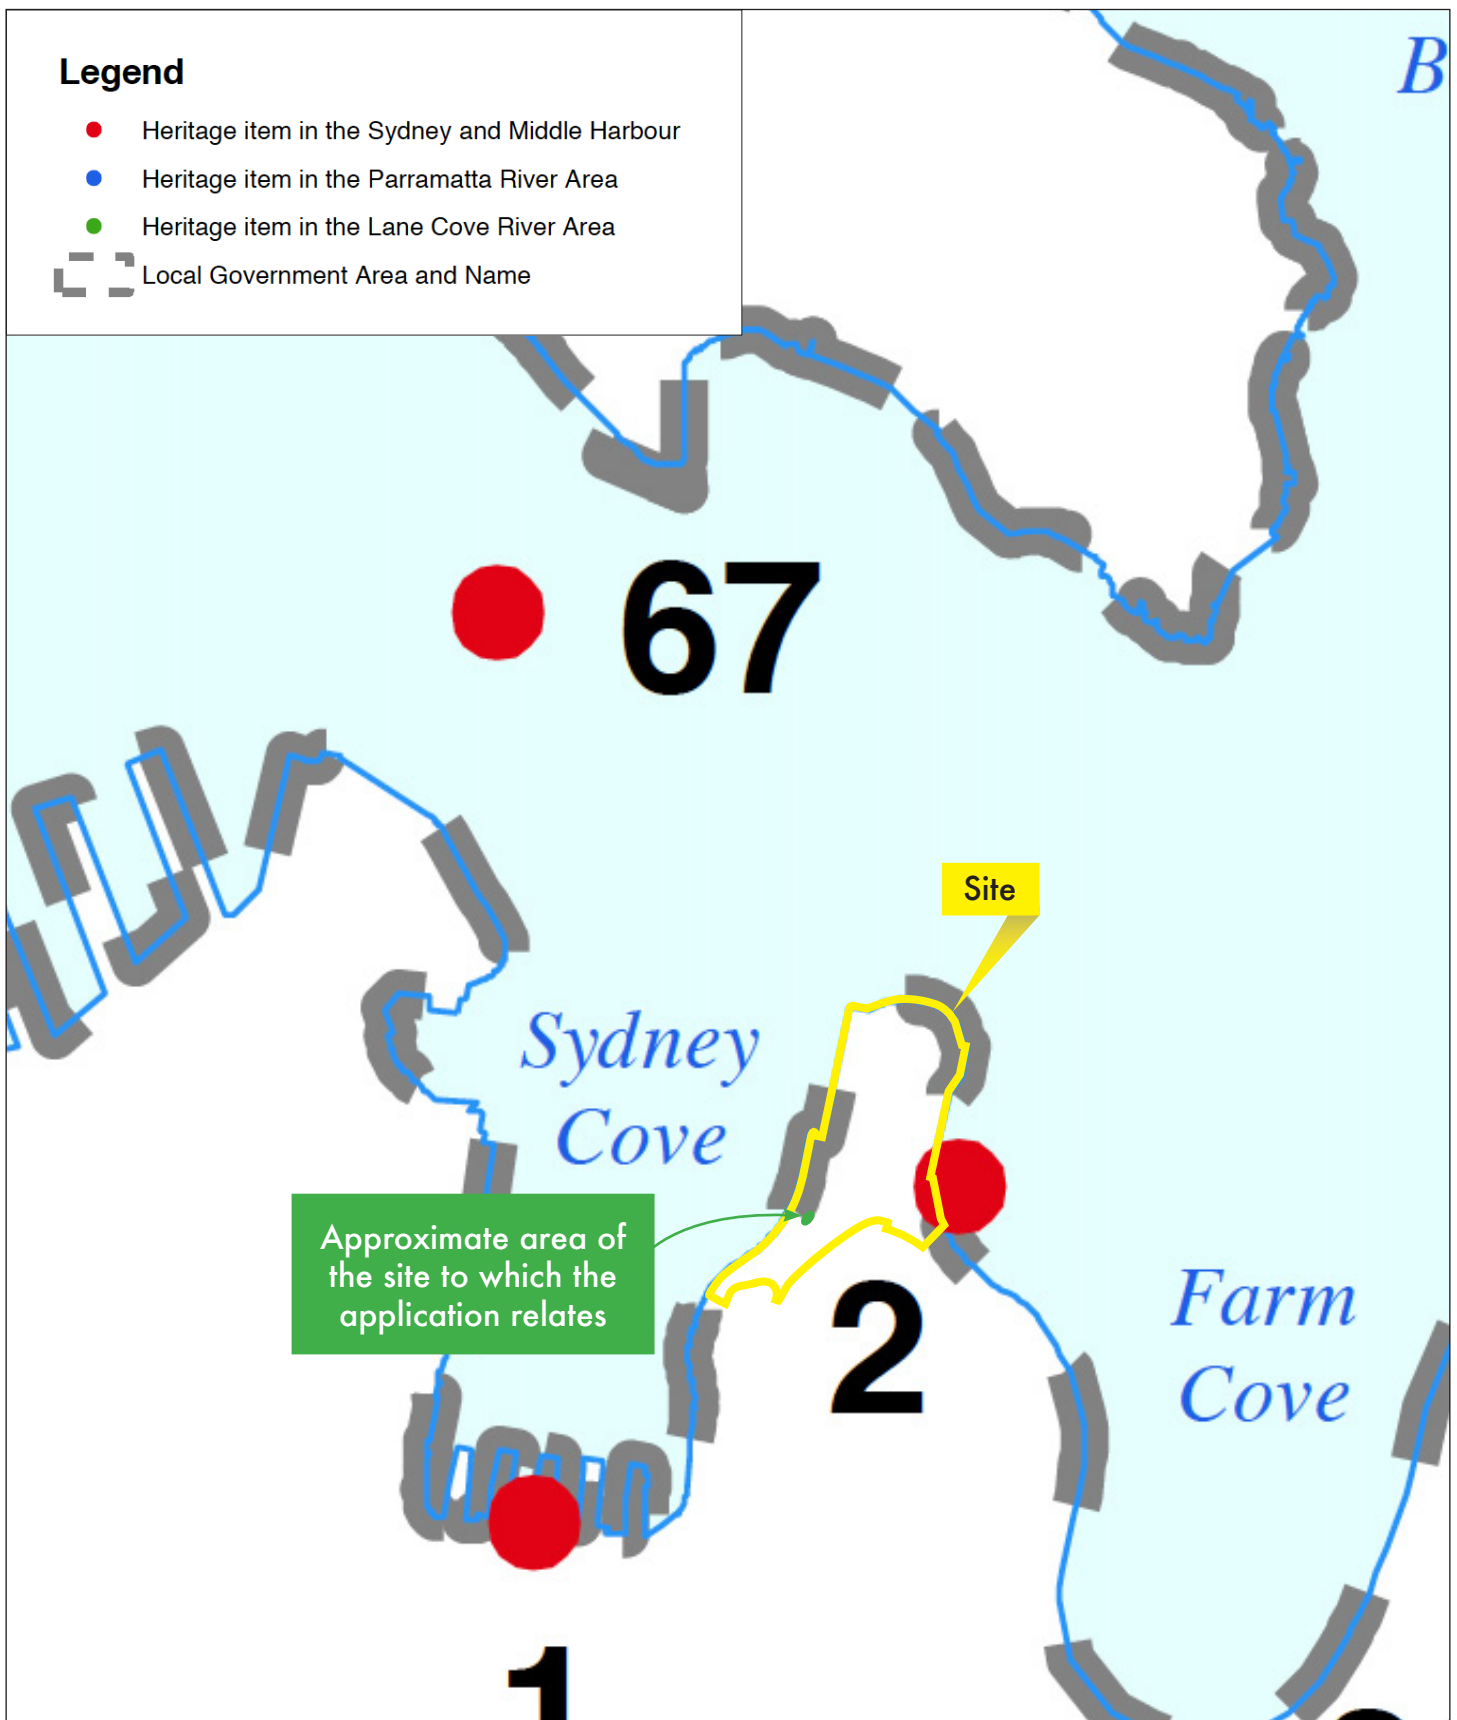 Legend
Heritage item in the Sydney and Middle Harbour
Heritage item in the Parramatta River Area
Heritage item in the Lane Cove River Area
Local Government Area and Name
B
67
Site
Sydney
Cove
Approximate area of
the site to which the
application relates
2
Farm
Cove
1